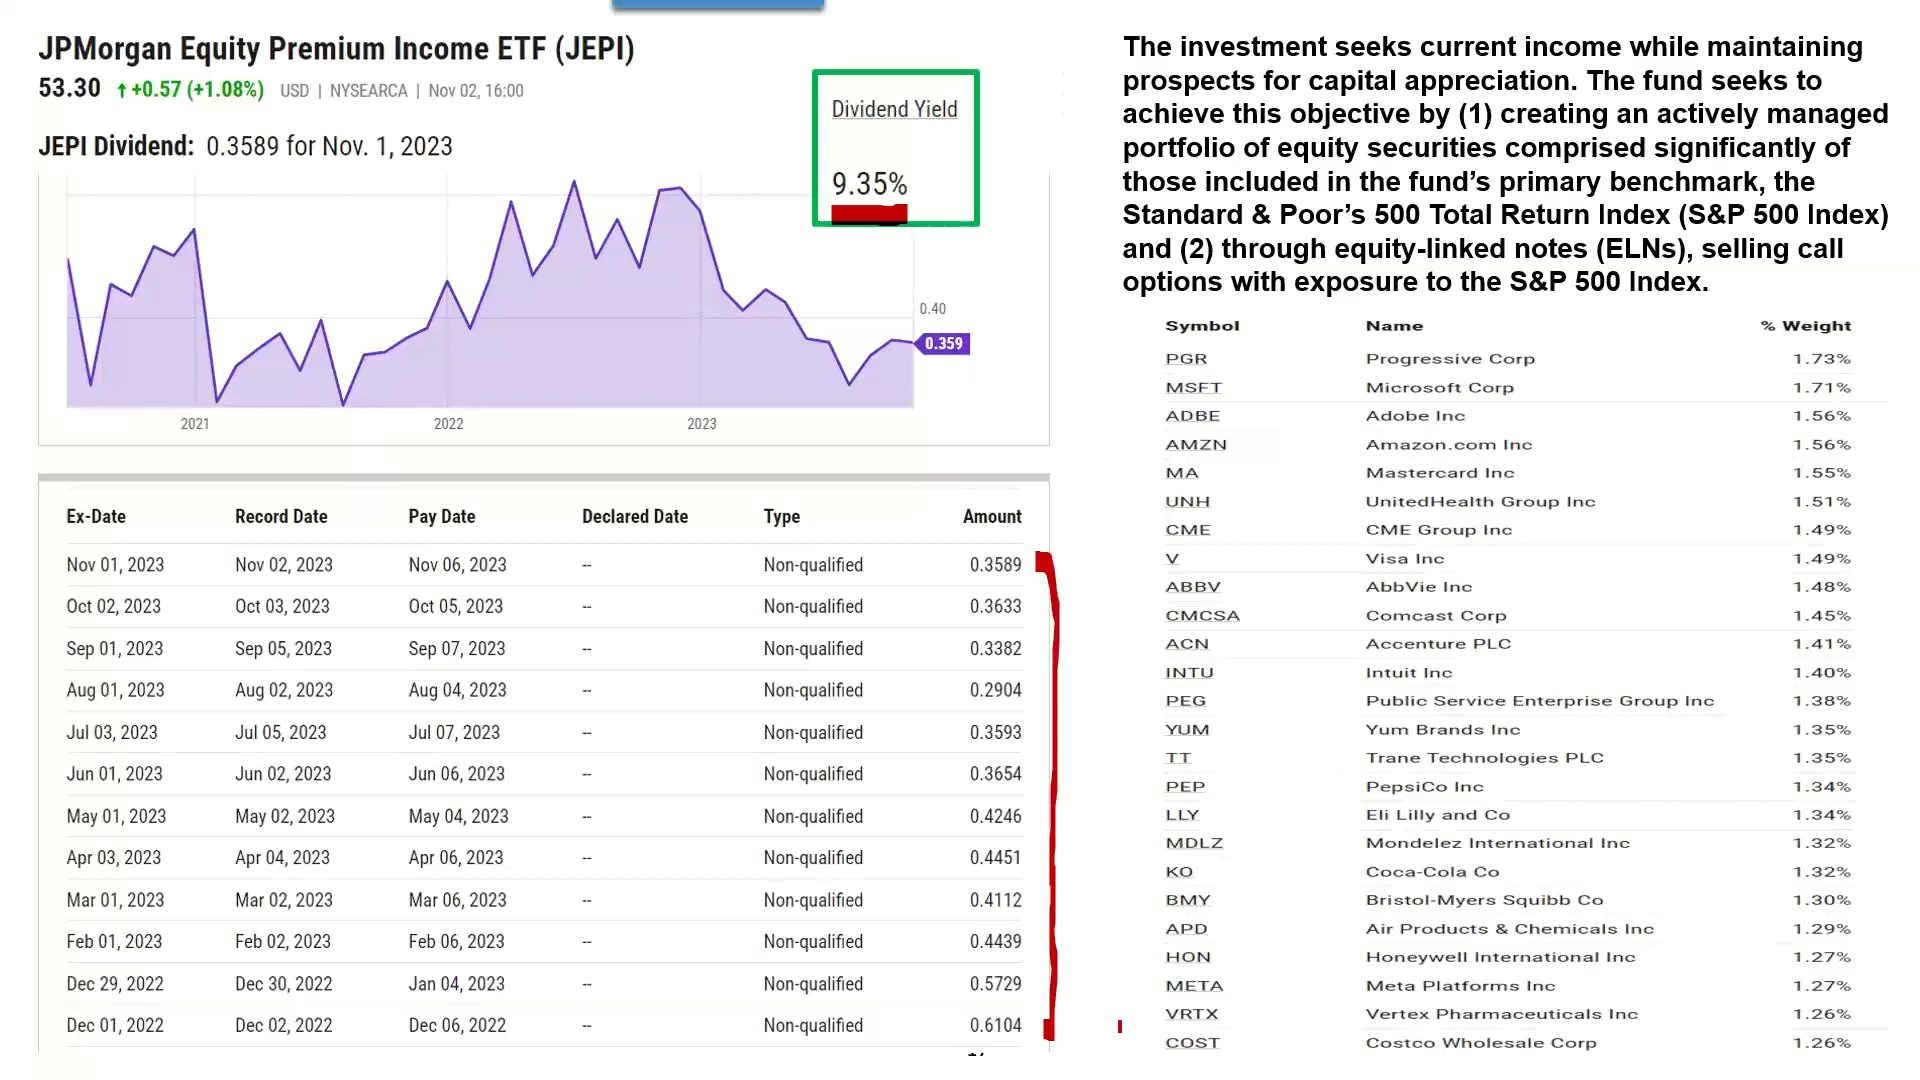 JPMorgan Equity Premium Income ETF (JEPI)
53.30 +0.57 (+1.08%) USD | NYSEARCA | Nov 02, 16:00
JEPI Dividend: 0.3589 for Nov. 1, 2023
Dividend Yield
9.35%
0.40
0.359
2021 2022 2023
Ex-Date Record Date Pay Date Declared Date Type Amount
Nov 01, 2023 Nov 02, 2023 Nov 06, 2023 -- Non-qualified 0.3589
Oct 02, 2023 Oct 03, 2023 Oct 05, 2023 -- Non-qualified 0.3633
Sep 01, 2023 Sep 05, 2023 Sep 07, 2023 -- Non-qualified 0.3382
Aug 01, 2023 Aug 02, 2023 Aug 04, 2023 -- Non-qualified 0.2904
Jul 03, 2023 Jul 05, 2023 Jul 07, 2023 -- Non-qualified 0.3593
Jun 01, 2023 Jun 02, 2023 Jun 06, 2023 -- Non-qualified 0.3654
May 01, 2023 May 02, 2023 May 04, 2023 -- Non-qualified 0.4246
Apr 03, 2023 Apr 04, 2023 Apr 06, 2023 -- Non-qualified 0.4451
Mar 01, 2023 Mar 02, 2023 Mar 06, 2023 -- Non-qualified 0.4112
Feb 01, 2023 Feb 02, 2023 Feb 06, 2023 -- Non-qualified 0.4439
Dec 29, 2022 Dec 30, 2022 Jan 04, 2023 -- Non-qualified 0.5729
Dec 01, 2022 Dec 02, 2022 Dec 06, 2022 -- Non-qualified 0.6104
The investment seeks current income while maintaining
prospects for capital appreciation. The fund seeks to
achieve this objective by (1) creating an actively managed
portfolio of equity securities comprised significantly of
those included in the fund’s primary benchmark, the
Standard & Poor’s 500 Total Return Index (S&P 500 Index)
and (2) through equity-linked notes (ELNs), selling call
options with exposure to the S&P 500 Index.
Symbol Name % Weight
PGR Progressive Corp 1.73%
MSFT Microsoft Corp 1.71%
ADBE Adobe Inc 1.56%
AMZN Amazon.com Inc 1.56%
MA Mastercard Inc 1.55%
UNH UnitedHealth Group Inc 1.51%
CME CME Group Inc 1.49%
V Visa Inc 1.49%
ABBV AbbVie Inc 1.48%
CMCSA Comcast Corp 1.45%
ACN Accenture PLC 1.41%
INTU Intuit Inc 1.40%
PEG Public Service Enterprise Group Inc 1.38%
YUM Yum Brands Inc 1.35%
TT Trane Technologies PLC 1.35%
PEP PepsiCo Inc 1.34%
LLY Eli Lilly and Co 1.34%
MDLZ Mondelez International Inc 1.32%
KO Coca-Cola Co 1.32%
BMY Bristol-Myers Squibb Co 1.30%
APD Air Products & Chemicals Inc 1.29%
HON Honeywell International Inc 1.27%
META Meta Platforms Inc 1.27%
VRTX Vertex Pharmaceuticals Inc 1.26%
COST Costco Wholesale Corp 1.26%